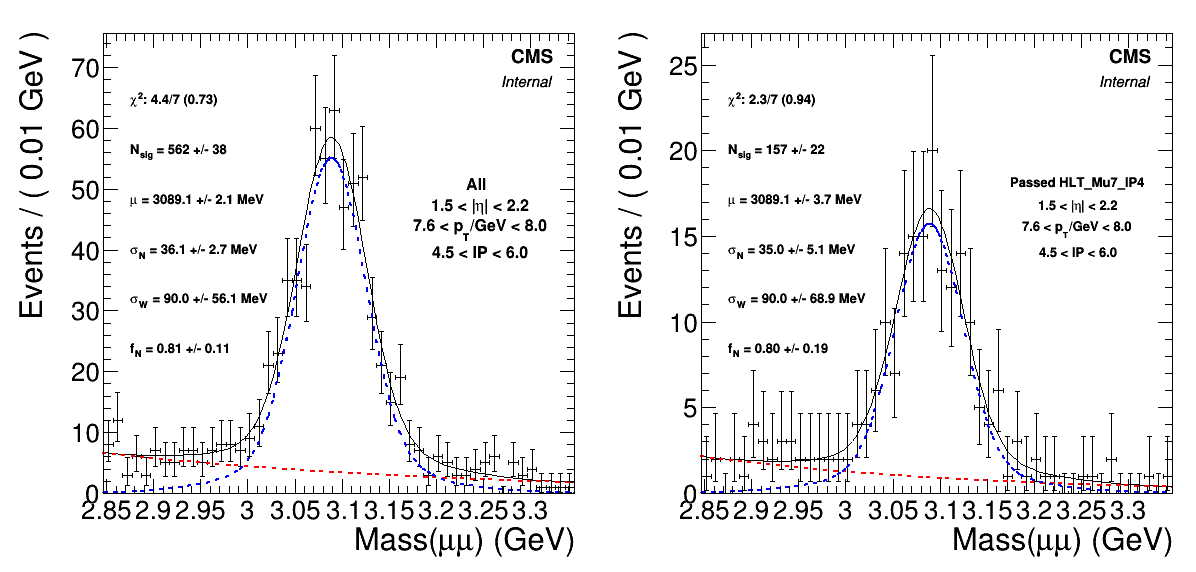 Events / ( 0.01 GeV )
70
60
50
40
30
20
10
0
CMS
Internal
χ²: 4.4/7 (0.73)
N_sig = 562 +/- 38
μ = 3089.1 +/- 2.1 MeV
σ_N = 36.1 +/- 2.7 MeV
σ_W = 90.0 +/- 56.1 MeV
f_N = 0.81 +/- 0.11
All
1.5 < |η| < 2.2
7.6 < p_T/GeV < 8.0
4.5 < IP < 6.0
2.85 2.9 2.95 3 3.05 3.1 3.15 3.2 3.25 3.3
Mass(μμ) (GeV)
Events / ( 0.01 GeV )
25
20
15
10
5
0
CMS
Internal
χ²: 2.3/7 (0.94)
N_sig = 157 +/- 22
μ = 3089.1 +/- 3.7 MeV
σ_N = 35.0 +/- 5.1 MeV
σ_W = 90.0 +/- 68.9 MeV
f_N = 0.80 +/- 0.19
Passed HLT_Mu7_IP4
1.5 < |η| < 2.2
7.6 < p_T/GeV < 8.0
4.5 < IP < 6.0
2.85 2.9 2.95 3 3.05 3.1 3.15 3.2 3.25 3.3
Mass(μμ) (GeV)